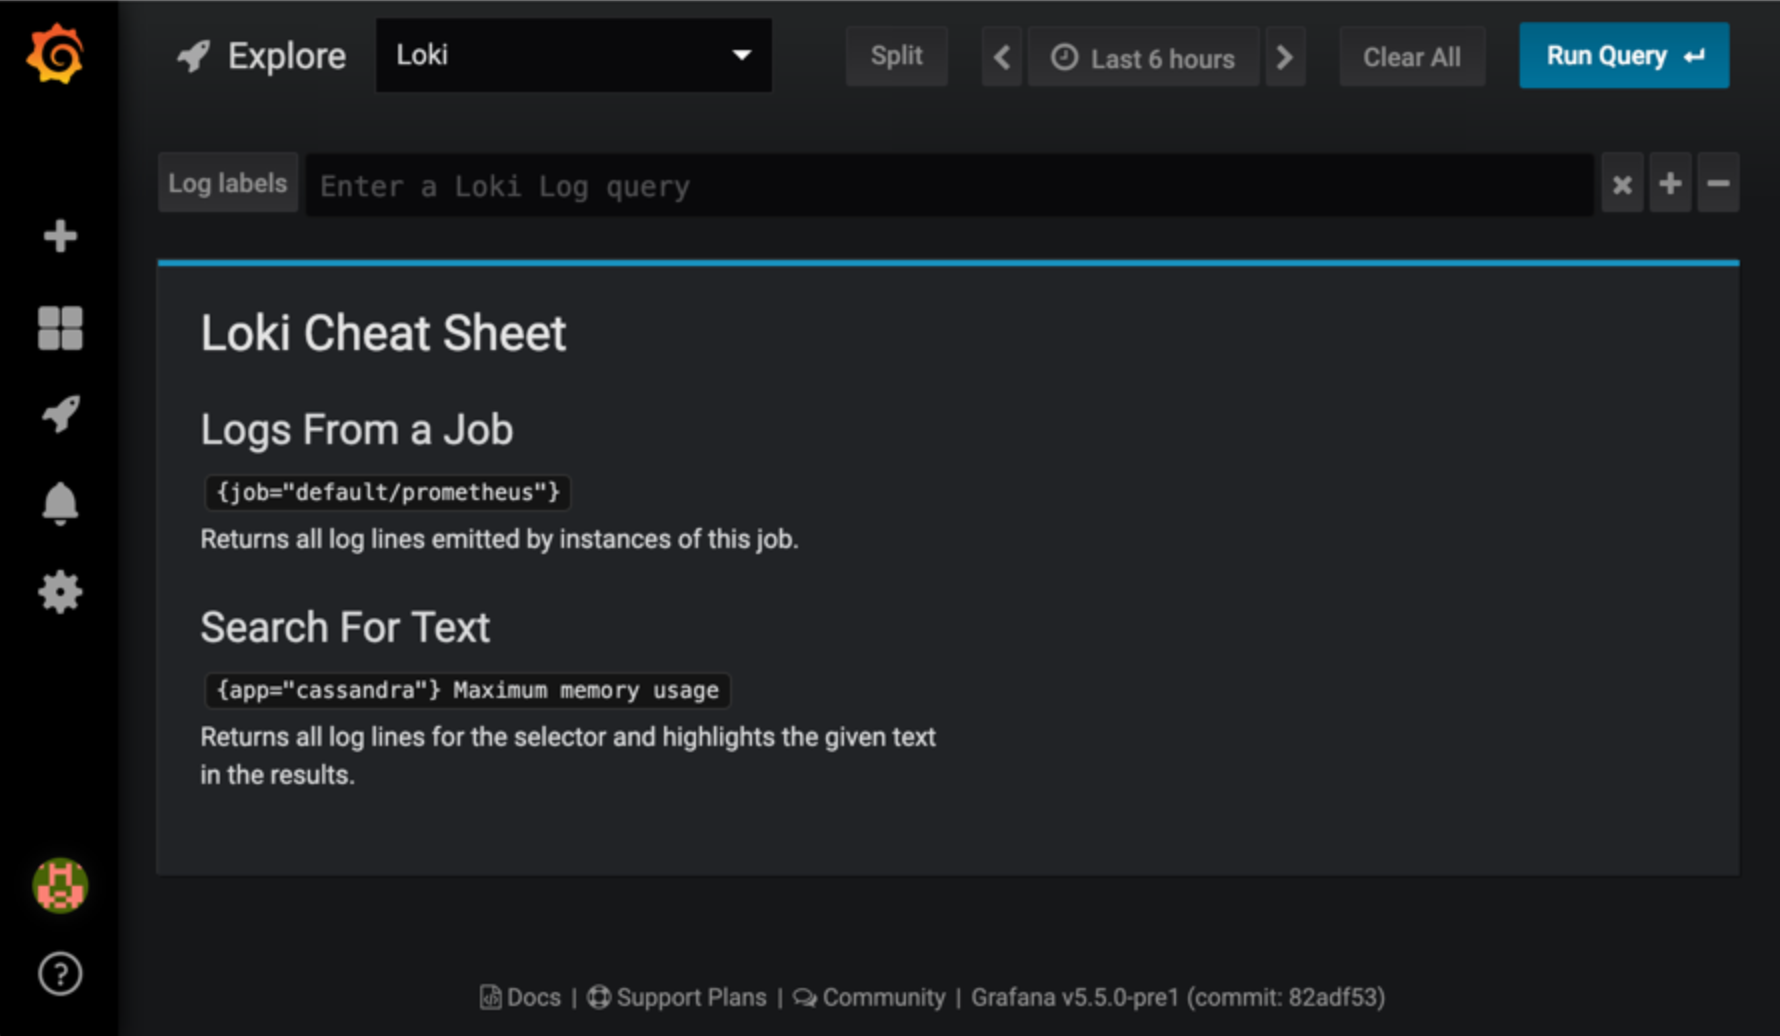 Explore
Loki
Split
Last 6 hours
Clear All
Run Query
Log labels
Enter a Loki Log query
Loki Cheat Sheet
Logs From a Job
{job="default/prometheus"}
Returns all log lines emitted by instances of this job.
Search For Text
{app="cassandra"} Maximum memory usage
Returns all log lines for the selector and highlights the given text
in the results.
Docs | Support Plans | Community | Grafana v5.5.0-pre1 (commit: 82adf53)